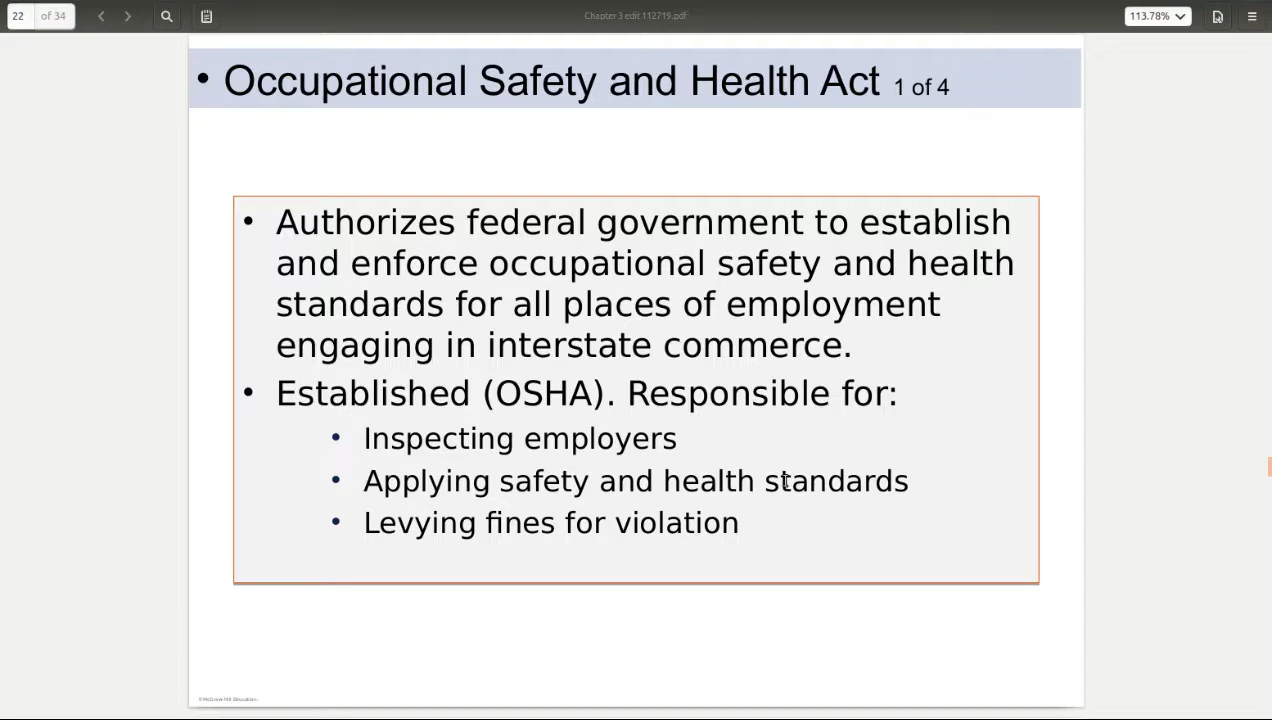 22 of 34
Chapter 3 edit 112719.pdf
113.78%
• Occupational Safety and Health Act 1 of 4
• Authorizes federal government to establish
and enforce occupational safety and health
standards for all places of employment
engaging in interstate commerce.
• Established (OSHA). Responsible for:
• Inspecting employers
• Applying safety and health standards
• Levying fines for violation
© McGraw-Hill Education